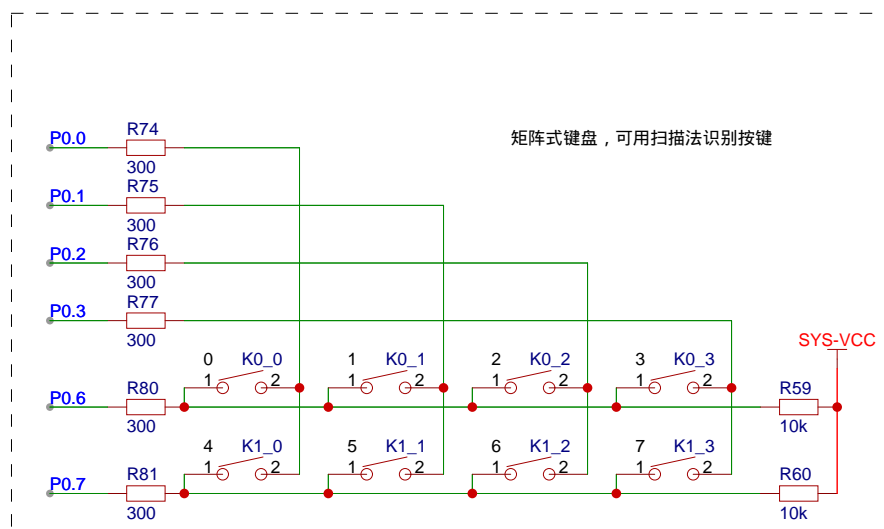 R74
P0.0
矩阵式键盘，可用扫描法识别按键
300
R75
P0.1
300
R76
P0.2
300
R77
P0.3
300
SYS-VCC
0 K0_0 1 K0_1 2 K0_2 3 K0_3
1 2 1 2 1 2 1 2
R80 R59
P0.6
300 10k
4 K1_0 5 K1_1 6 K1_2 7 K1_3
1 2 1 2 1 2 1 2
R81 R60
P0.7
300 10k